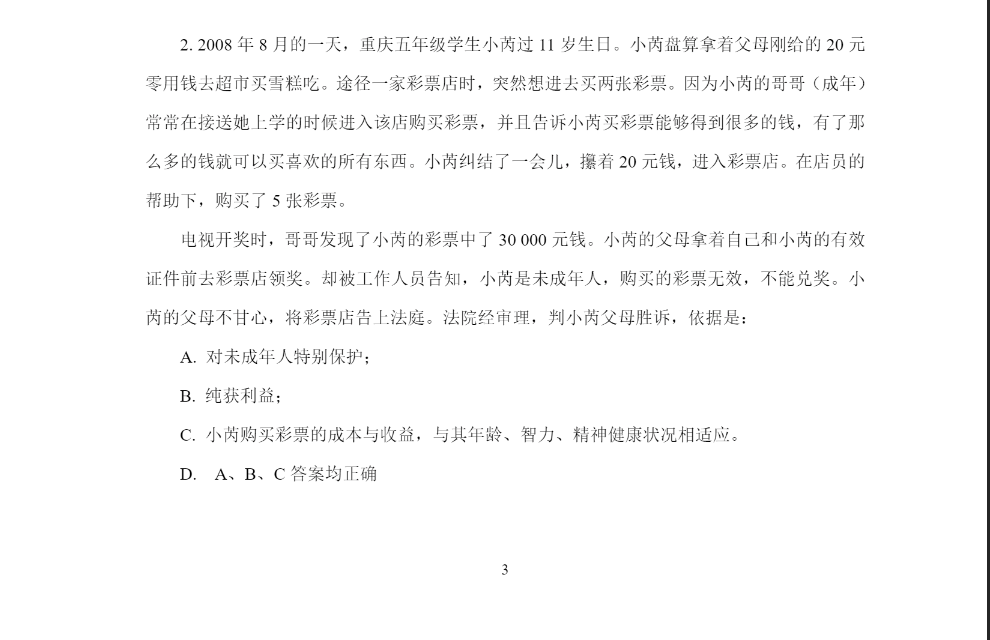 2. 2008 年 8 月的一天，重庆五年级学生小芮过 11 岁生日。小芮盘算拿着父母刚给的 20 元
零用钱去超市买雪糕吃。途径一家彩票店时，突然想进去买两张彩票。因为小芮的哥哥（成年）
常常在接送她上学的时候进入该店购买彩票，并且告诉小芮买彩票能够得到很多的钱，有了那
么多的钱就可以买喜欢的所有东西。小芮纠结了一会儿，攥着 20 元钱，进入彩票店。在店员的
帮助下，购买了 5 张彩票。
电视开奖时，哥哥发现了小芮的彩票中了 30 000 元钱。小芮的父母拿着自己和小芮的有效
证件前去彩票店领奖。却被工作人员告知，小芮是未成年人，购买的彩票无效，不能兑奖。小
芮的父母不甘心，将彩票店告上法庭。法院经审理，判小芮父母胜诉，依据是：
A. 对未成年人特别保护；
B. 纯获利益；
C. 小芮购买彩票的成本与收益，与其年龄、智力、精神健康状况相适应。
D. A、B、C 答案均正确
3